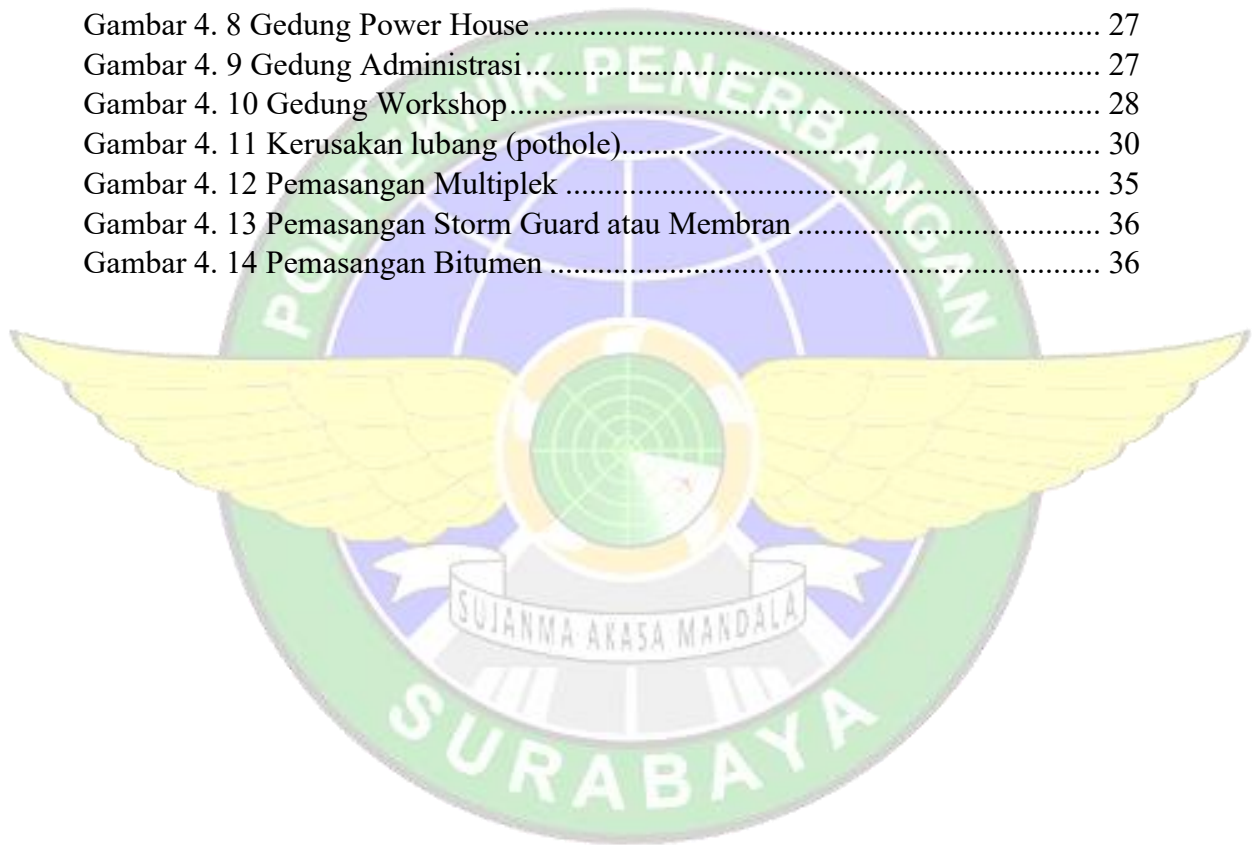 Gambar 4. 8 Gedung Power House ........................................................................ 27
Gambar 4. 9 Gedung Administrasi ......................................................................... 27
Gambar 4. 10 Gedung Workshop ........................................................................... 28
Gambar 4. 11 Kerusakan lubang (pothole) ............................................................. 30
Gambar 4. 12 Pemasangan Multiplek .................................................................... 35
Gambar 4. 13 Pemasangan Storm Guard atau Membran ...................................... 36
Gambar 4. 14 Pemasangan Bitumen ...................................................................... 36
POLITEKNIK PENERBANGAN
SUJANMA AKASA MANDALA
SURABAYA